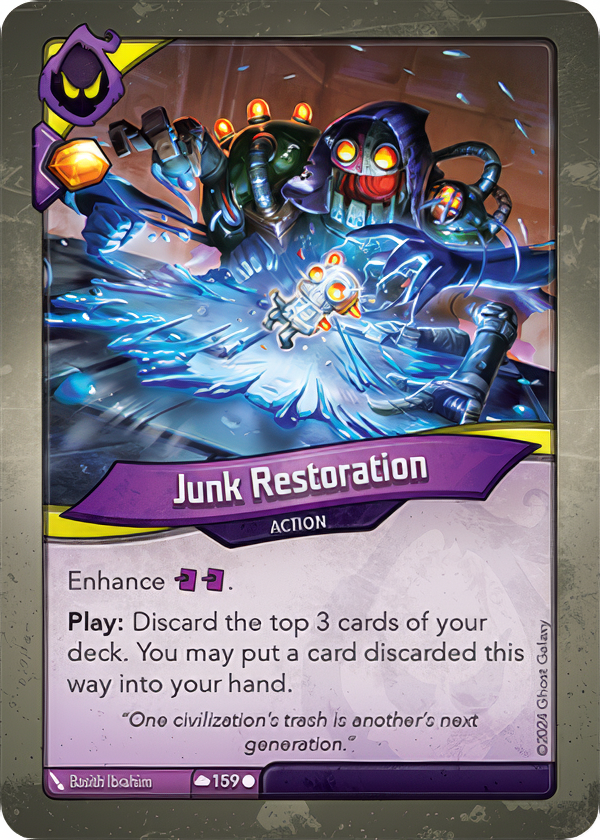 Junk Restoration
ACTION
Enhance .
Play: Discard the top 3 cards of your
deck. You may put a card discarded this
way into your hand.
"One civilization's trash is another's next
generation."
©2024 Ghost Galaxy
159